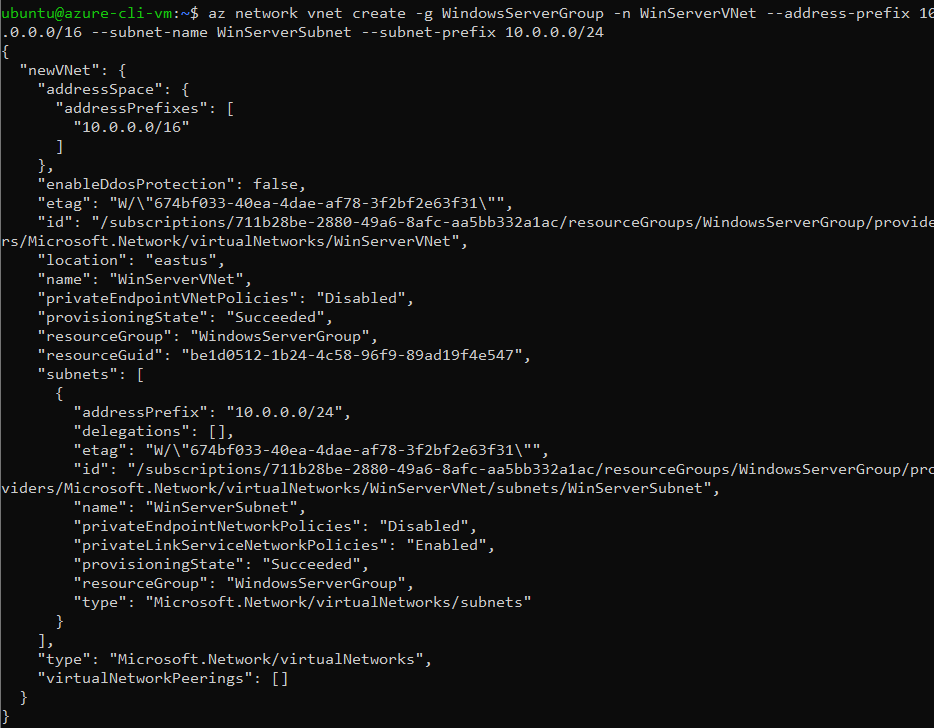 ubuntu@azure-cli-vm:~$ az network vnet create -g WindowsServerGroup -n WinServerVNet --address-prefix 10
.0.0.0/16 --subnet-name WinServerSubnet --subnet-prefix 10.0.0.0/24
{
  "newVNet": {
    "addressSpace": {
      "addressPrefixes": [
        "10.0.0.0/16"
      ]
    },
    "enableDdosProtection": false,
    "etag": "W/\"674bf033-40ea-4dae-af78-3f2bf2e63f31\"",
    "id": "/subscriptions/711b28be-2880-49a6-8afc-aa5bb332a1ac/resourceGroups/WindowsServerGroup/provide
rs/Microsoft.Network/virtualNetworks/WinServerVNet",
    "location": "eastus",
    "name": "WinServerVNet",
    "privateEndpointVNetPolicies": "Disabled",
    "provisioningState": "Succeeded",
    "resourceGroup": "WindowsServerGroup",
    "resourceGuid": "be1d0512-1b24-4c58-96f9-89ad19f4e547",
    "subnets": [
      {
        "addressPrefix": "10.0.0.0/24",
        "delegations": [],
        "etag": "W/\"674bf033-40ea-4dae-af78-3f2bf2e63f31\"",
        "id": "/subscriptions/711b28be-2880-49a6-8afc-aa5bb332a1ac/resourceGroups/WindowsServerGroup/pro
viders/Microsoft.Network/virtualNetworks/WinServerVNet/subnets/WinServerSubnet",
        "name": "WinServerSubnet",
        "privateEndpointNetworkPolicies": "Disabled",
        "privateLinkServiceNetworkPolicies": "Enabled",
        "provisioningState": "Succeeded",
        "resourceGroup": "WindowsServerGroup",
        "type": "Microsoft.Network/virtualNetworks/subnets"
      }
    ],
    "type": "Microsoft.Network/virtualNetworks",
    "virtualNetworkPeerings": []
  }
}